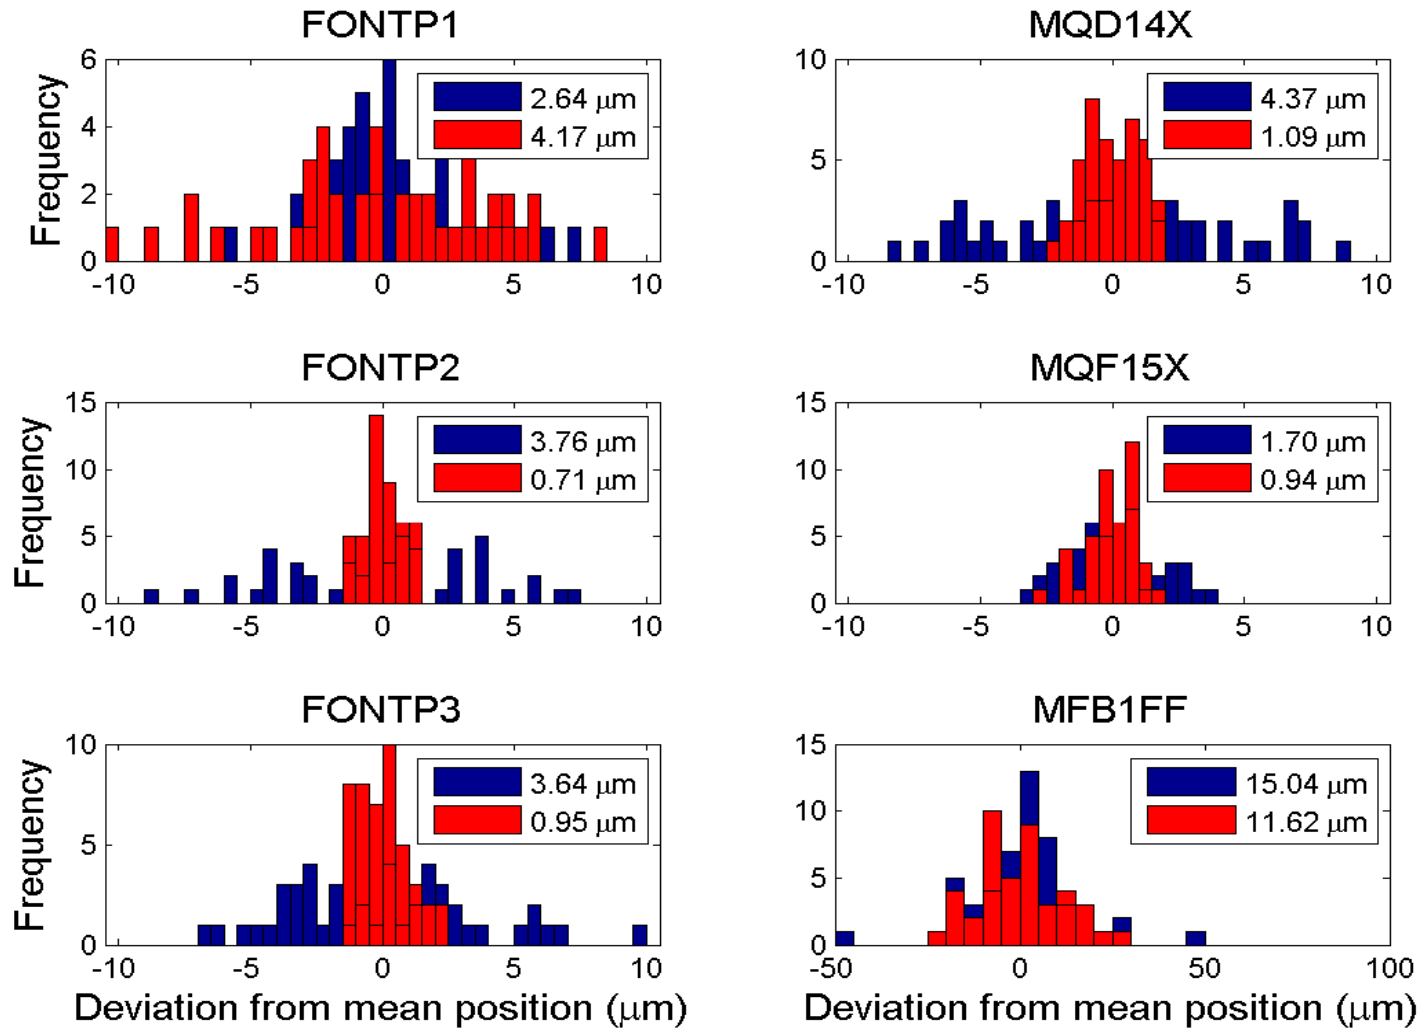 FONTP1
6
4
2
0
Frequency
2.64 μm
4.17 μm
-10 -5 0 5 10
MQD14X
10
5
0
4.37 μm
1.09 μm
-10 -5 0 5 10
FONTP2
15
10
5
0
Frequency
3.76 μm
0.71 μm
-10 -5 0 5 10
MQF15X
15
10
5
0
1.70 μm
0.94 μm
-10 -5 0 5 10
FONTP3
10
5
0
Frequency
3.64 μm
0.95 μm
-10 -5 0 5 10
Deviation from mean position (μm)
MFB1FF
15
10
5
0
15.04 μm
11.62 μm
-50 0 50 100
Deviation from mean position (μm)